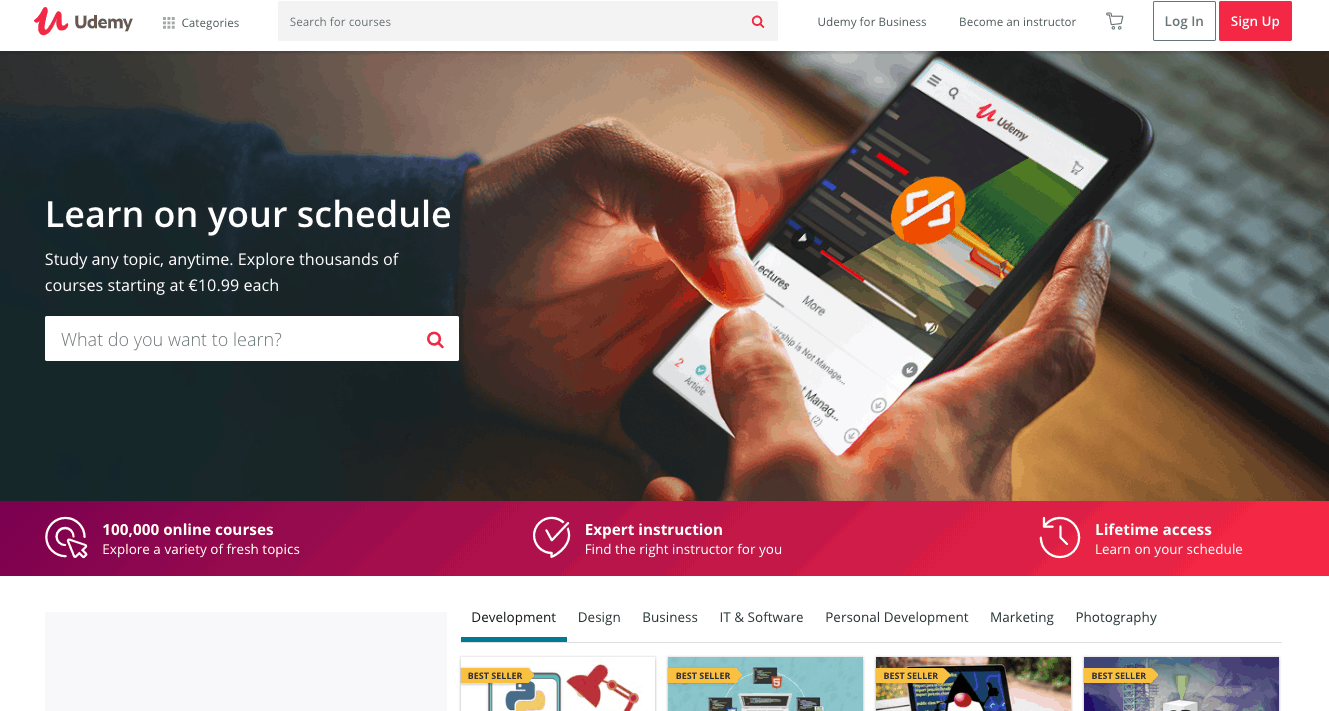 Udemy
Categories
Search for courses
Udemy for Business
Become an instructor
Log In
Sign Up
Udemy
Lectures
More
2
Article
Learn on your schedule
Study any topic, anytime. Explore thousands of
courses starting at €10.99 each
What do you want to learn?
100,000 online courses
Explore a variety of fresh topics
Expert instruction
Find the right instructor for you
Lifetime access
Learn on your schedule
Development
Design
Business
IT & Software
Personal Development
Marketing
Photography
BEST SELLER
BEST SELLER
BEST SELLER
BEST SELLER